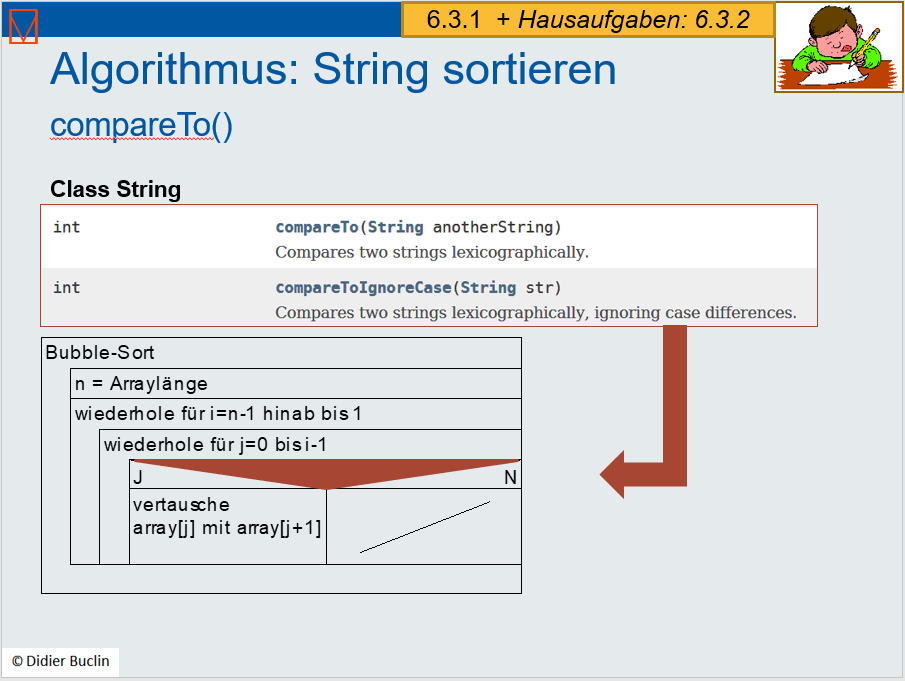 6.3.1 + Hausaufgaben: 6.3.2
Algorithmus: String sortieren
compareTo()
Class String
int compareTo(String anotherString)
Compares two strings lexicographically.
int compareToIgnoreCase(String str)
Compares two strings lexicographically, ignoring case differences.
Bubble-Sort
n = Arraylänge
wiederhole für i=n-1 hinab bis 1
wiederhole für j=0 bis i-1
J N
vertausche
array[j] mit array[j+1]
© Didier Buclin